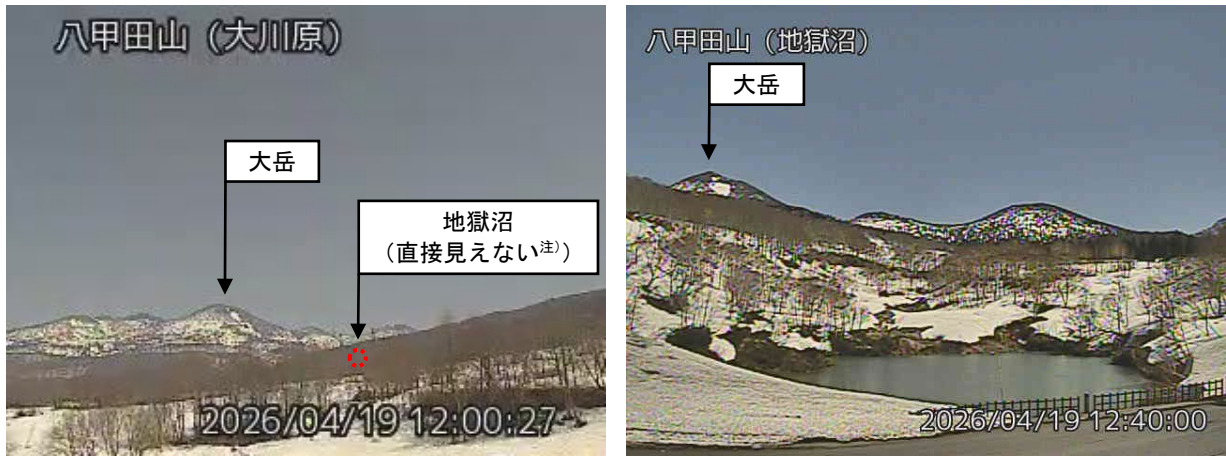 八甲田山（大川原）
大岳
地獄沼
（直接見えない注)）
2026/04/19 12:00:27
八甲田山（地獄沼）
大岳
2026/04/19 12:40:00